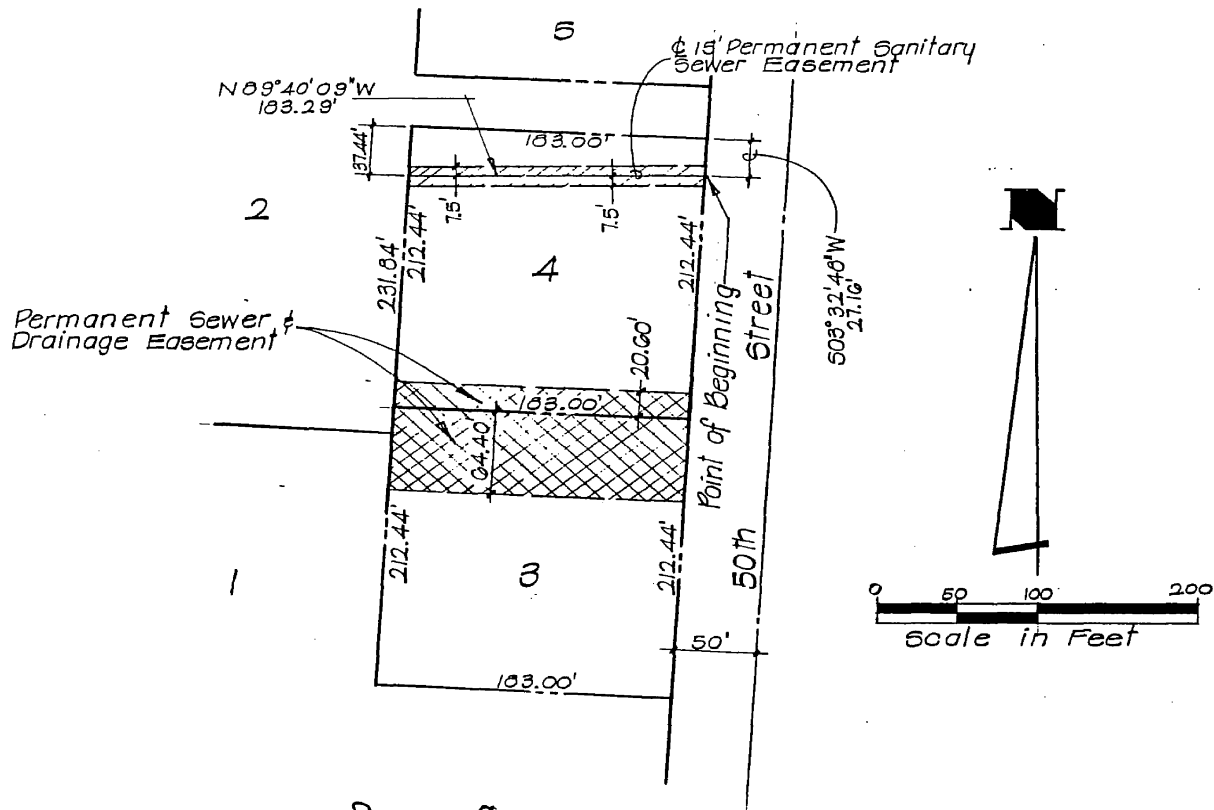 5
℄ 15' Permanent Sanitary
Sewer Easement
N 89°40'09"W
183.29'
183.00'
37.44'
7.5'
7.5'
2
231.84'
212.44'
4
212.44'
S03°32'48"W
27.16'
Permanent Sewer &
Drainage Easement
Point of Beginning
Street
20.60'
183.00'
64.40'
212.44'
3
212.44'
1
50th
50'
183.00'
N
0 50 100 200
Scale in Feet